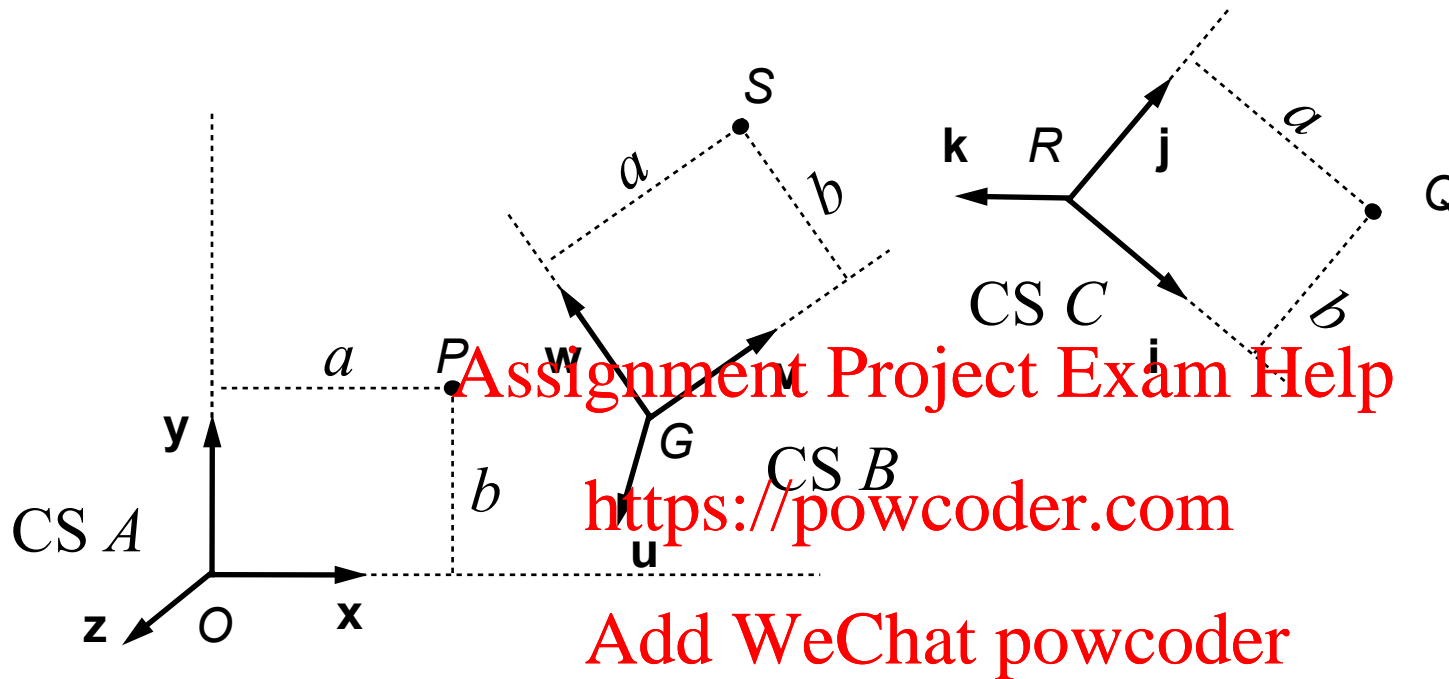 S
a
b
k
R
j
a
Q
CS C
i
b
a
P
w
v
Assignment Project Exam Help
y
G
CS B
b
https://powcoder.com
CS A
u
z
O
x
Add WeChat powcoder